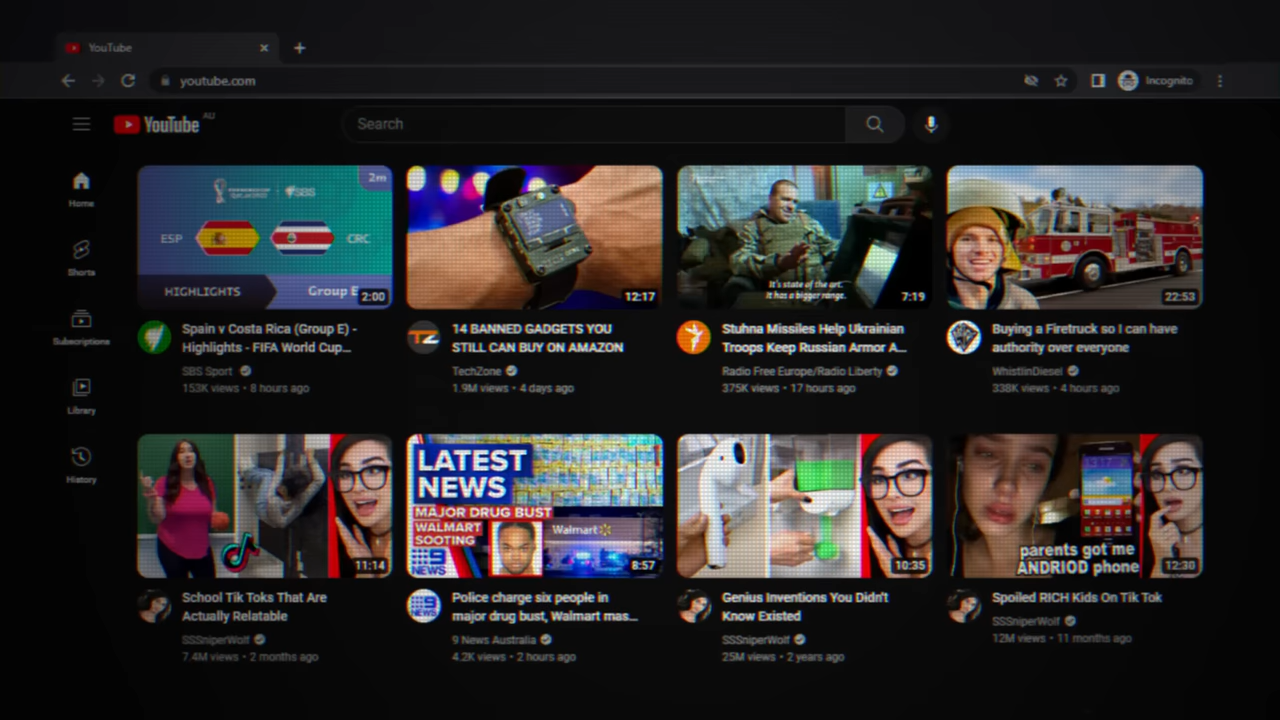 YouTube
youtube.com
Incognito
YouTube AU
Search
Home
Shorts
Subscriptions
Library
History
2m
SBS
ESP
CRC
HIGHLIGHTS
Group E
2:00
Spain v Costa Rica (Group E) -
Highlights - FIFA World Cup...
SBS Sport
153K views • 8 hours ago
12:17
TZ
14 BANNED GADGETS YOU
STILL CAN BUY ON AMAZON
TechZone
1.9M views • 4 days ago
It's state of the art.
It has a bigger range.
7:19
Stuhna Missiles Help Ukrainian
Troops Keep Russian Armor A...
Radio Free Europe/Radio Liberty
375K views • 17 hours ago
22:53
Buying a Firetruck so I can have
authority over everyone
WhistlinDiesel
338K views • 4 hours ago
11:14
School Tik Toks That Are
Actually Relatable
SSSniperWolf
7.4M views • 2 months ago
LATEST
NEWS
MAJOR DRUG BUST
WALMART
SOOTING
Walmart
9
NEWS
8:57
9
Police charge six people in
major drug bust, Walmart mas...
9 News Australia
4.2K views • 2 hours ago
10:35
Genius Inventions You Didn't
Know Existed
SSSniperWolf
25M views • 2 years ago
parents got me
ANDRIOD phone
12:30
Spoiled RICH Kids On Tik Tok
SSSniperWolf
12M views • 11 months ago